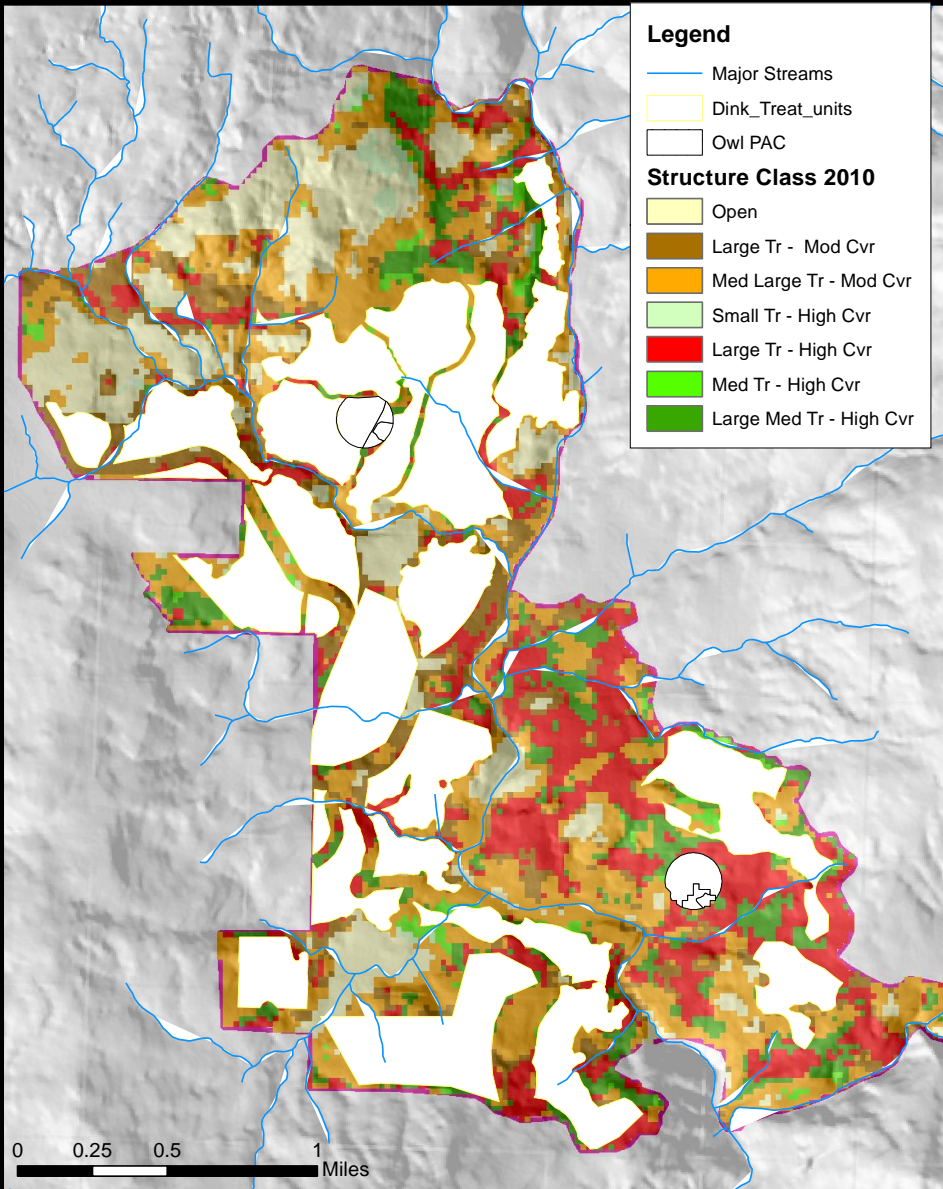 Legend
Major Streams
Dink_Treat_units
Owl PAC
Structure Class 2010
Open
Large Tr -  Mod Cvr
Med Large Tr - Mod Cvr
Small Tr - High Cvr
Large Tr - High Cvr
Med Tr - High Cvr
Large Med Tr - High Cvr
0 0.25 0.5 1
Miles